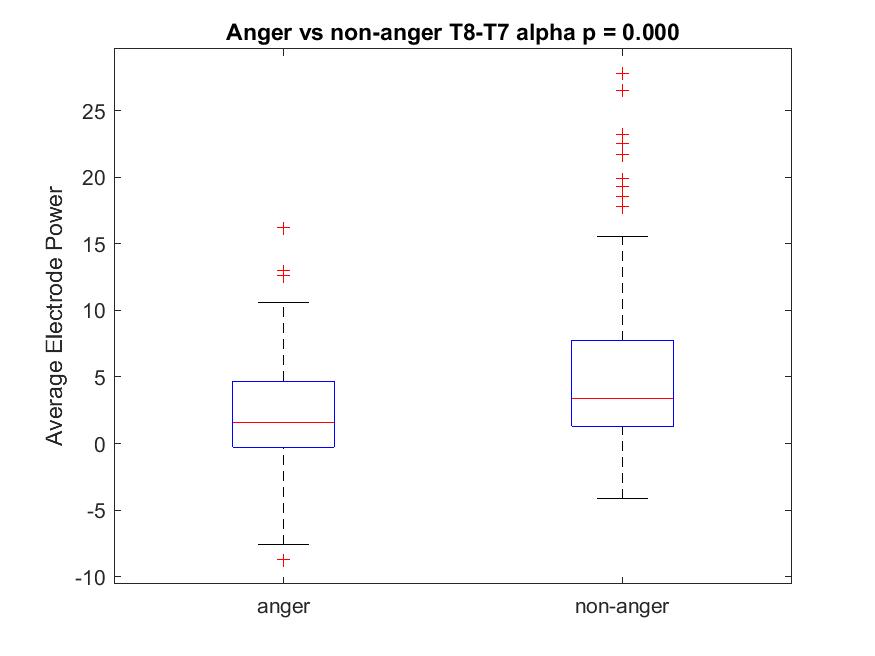 Anger vs non-anger T8-T7 alpha p = 0.000
Average Electrode Power
25
20
15
10
5
0
-5
-10
anger
non-anger